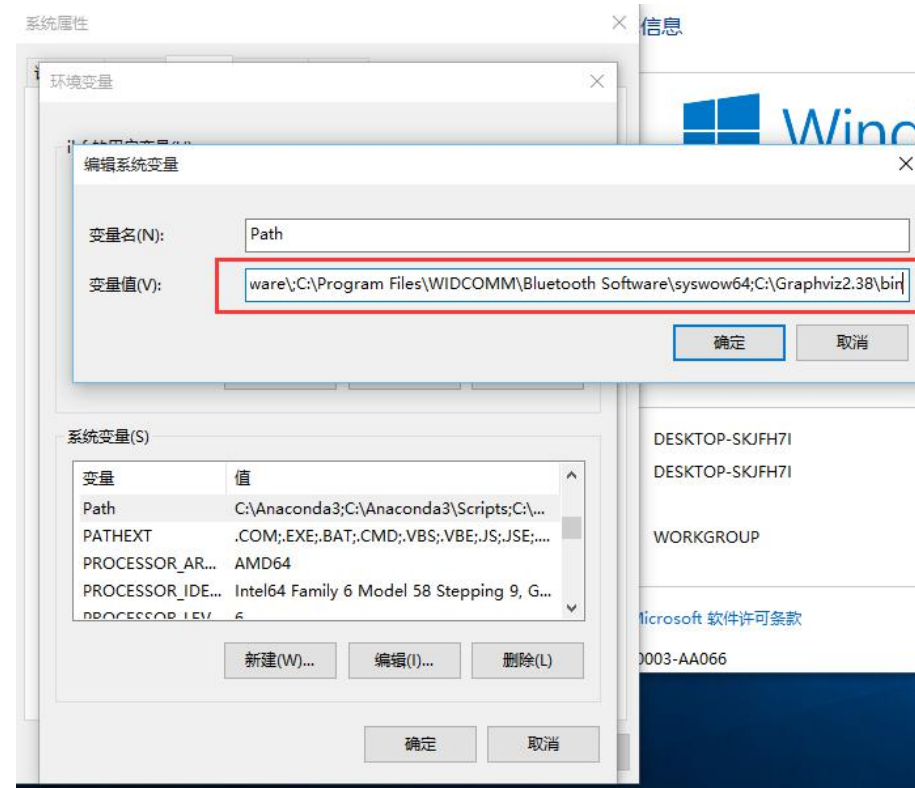 系统属性
信息
环境变量
Wind
编辑系统变量
变量名(N):
Path
变量值(V):
ware\;C:\Program Files\WIDCOMM\Bluetooth Software\syswow64;C:\Graphviz2.38\bin
确定
取消
系统变量(S)
变量
值
Path
C:\Anaconda3;C:\Anaconda3\Scripts;C:\...
PATHEXT
.COM;.EXE;.BAT;.CMD;.VBS;.VBE;.JS;.JSE;....
PROCESSOR_AR...
AMD64
PROCESSOR_IDE...
Intel64 Family 6 Model 58 Stepping 9, G...
PROCESSOR_LEV
6
新建(W)...
编辑(I)...
删除(L)
确定
取消
DESKTOP-SKJFH7I
DESKTOP-SKJFH7I
WORKGROUP
Microsoft 软件许可条款
0003-AA066